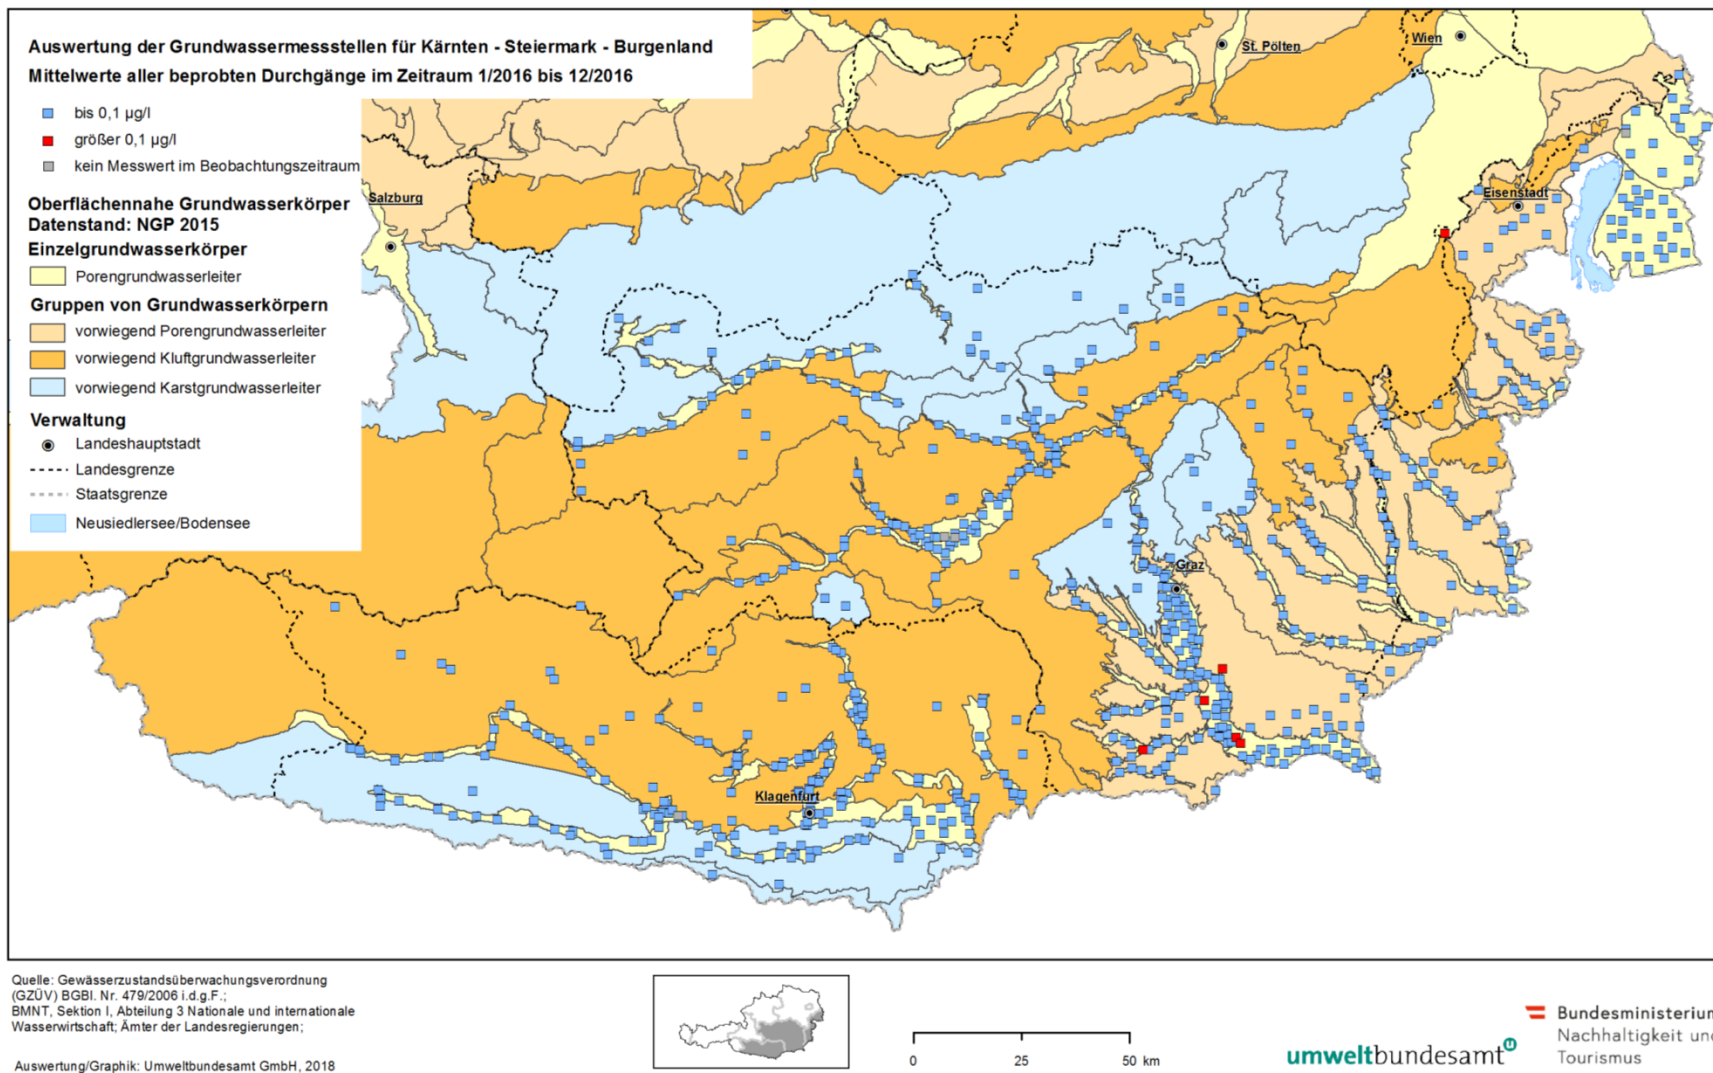 Auswertung der Grundwassermessstellen für Kärnten - Steiermark - Burgenland
Mittelwerte aller beprobten Durchgänge im Zeitraum 1/2016 bis 12/2016
bis 0,1 µg/l
größer 0,1 µg/l
kein Messwert im Beobachtungszeitraum
Oberflächennahe Grundwasserkörper
Datenstand: NGP 2015
Einzelgrundwasserkörper
Porengrundwasserleiter
Gruppen von Grundwasserkörpern
vorwiegend Porengrundwasserleiter
vorwiegend Kluftgrundwasserleiter
vorwiegend Karstgrundwasserleiter
Verwaltung
Landeshauptstadt
Landesgrenze
Staatsgrenze
Neusiedlersee/Bodensee
St. Pölten
Wien
Salzburg
Eisenstadt
Graz
Klagenfurt
Quelle: Gewässerzustandsüberwachungsverordnung
(GZÜV) BGBl. Nr. 479/2006 i.d.g.F.;
BMNT, Sektion I, Abteilung 3 Nationale und internationale
Wasserwirtschaft; Ämter der Landesregierungen;
Auswertung/Graphik: Umweltbundesamt GmbH, 2018
0 25 50 km
umweltbundesamt u
Bundesministerium
Nachhaltigkeit und
Tourismus